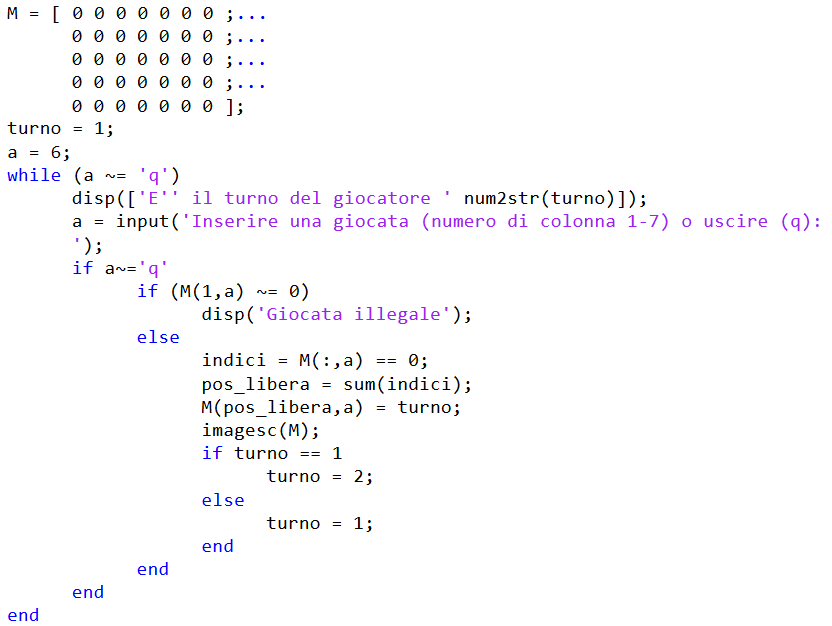 M = [ 0 0 0 0 0 0 0 ;...
0 0 0 0 0 0 0 ;...
0 0 0 0 0 0 0 ;...
0 0 0 0 0 0 0 ;...
0 0 0 0 0 0 0 ];
turno = 1;
a = 6;
while (a ~= 'q')
disp(['E'' il turno del giocatore ' num2str(turno)]);
a = input('Inserire una giocata (numero di colonna 1-7) o uscire (q):
');
if a~='q'
if (M(1,a) ~= 0)
disp('Giocata illegale');
else
indici = M(:,a) == 0;
pos_libera = sum(indici);
M(pos_libera,a) = turno;
imagesc(M);
if turno == 1
turno = 2;
else
turno = 1;
end
end
end
end